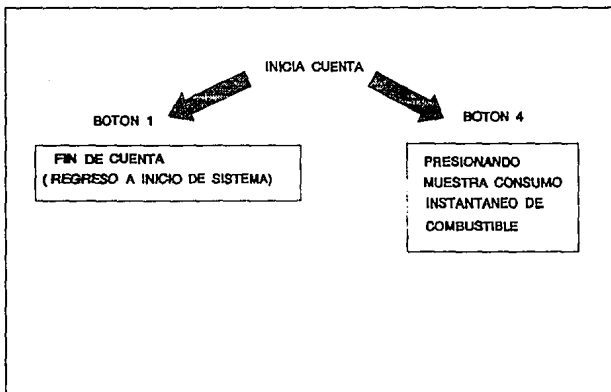 INICIA CUENTA
BOTON 1
FIN DE CUENTA
( REGRESO A INICIO DE SISTEMA)
BOTON 4
PRESIONANDO
MUESTRA CONSUMO
INSTANTANEO DE
COMBUSTIBLE